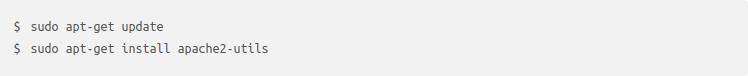 $ sudo apt-get update
$ sudo apt-get install apache2-utils